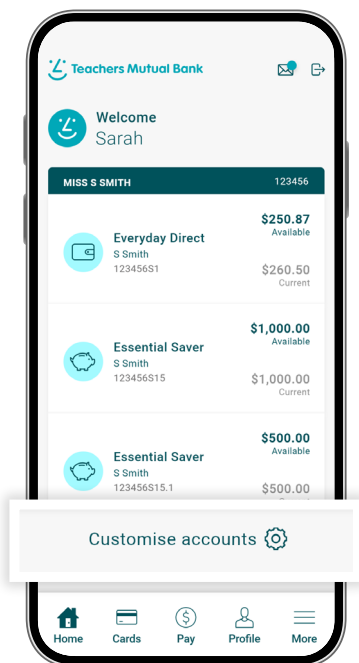 Teachers Mutual Bank
Welcome
Sarah
MISS S SMITH 123456
$250.87
Available
Everyday Direct
S Smith
123456S1
$260.50
Current
$1,000.00
Available
Essential Saver
S Smith
123456S15
$1,000.00
Current
$500.00
Available
Essential Saver
S Smith
123456S15.1
$500.00
Customise accounts
Home Cards Pay Profile More